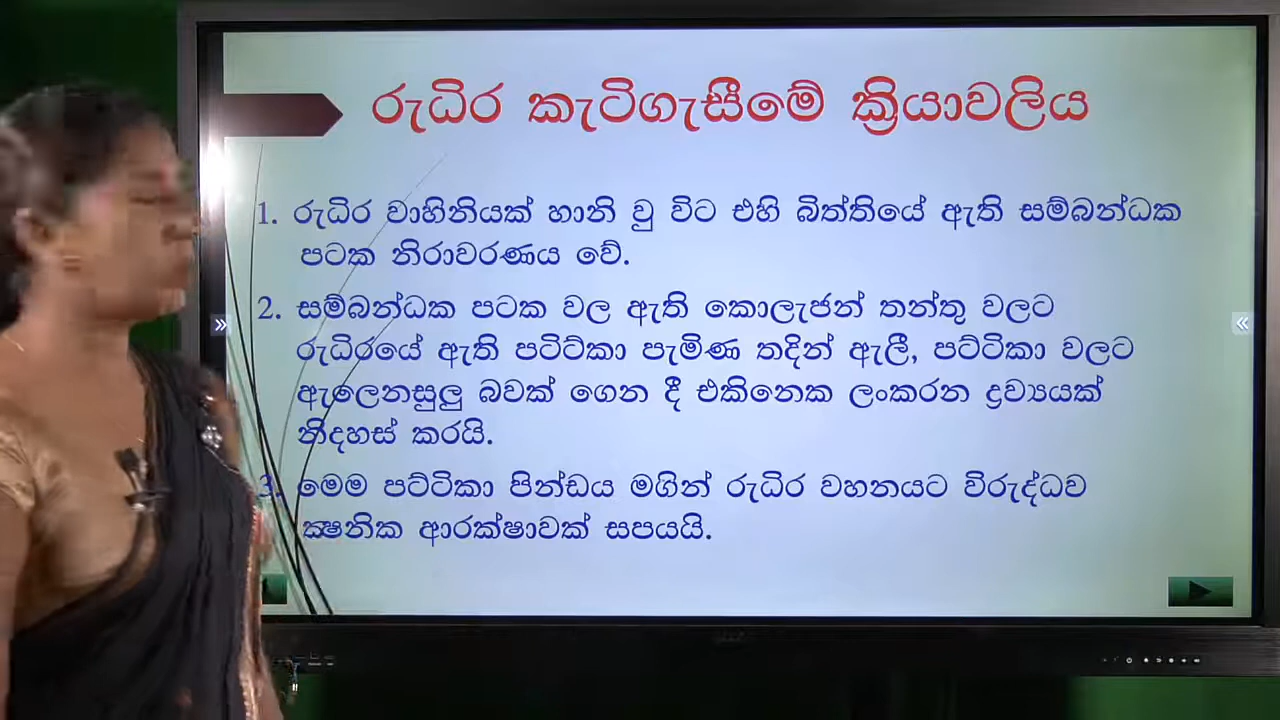 රුධිර කැටිගැසීමේ ක්‍රියාවලිය
1. රුධිර වාහිනියක් හානි වු විට එහි බිත්තියේ ඇති සම්බන්ධක
පටක නිරාවරණය වේ.
2. සම්බන්ධක පටක වල ඇති කොලැජන් තන්තු වලට
රුධිරයේ ඇති පටිට්කා පැමිණ තදින් ඇලී, පට්ටිකා වලට
ඇලෙනසුලු බවක් ගෙන දී එකිනෙක ලංකරන ද්‍රව්‍යයක්
නිදහස් කරයි.
3. මෙම පට්ටිකා පින්ඩය මගින් රුධිර වහනයට විරුද්ධව
ක්‍ෂනික ආරක්ෂාවක් සපයයි.